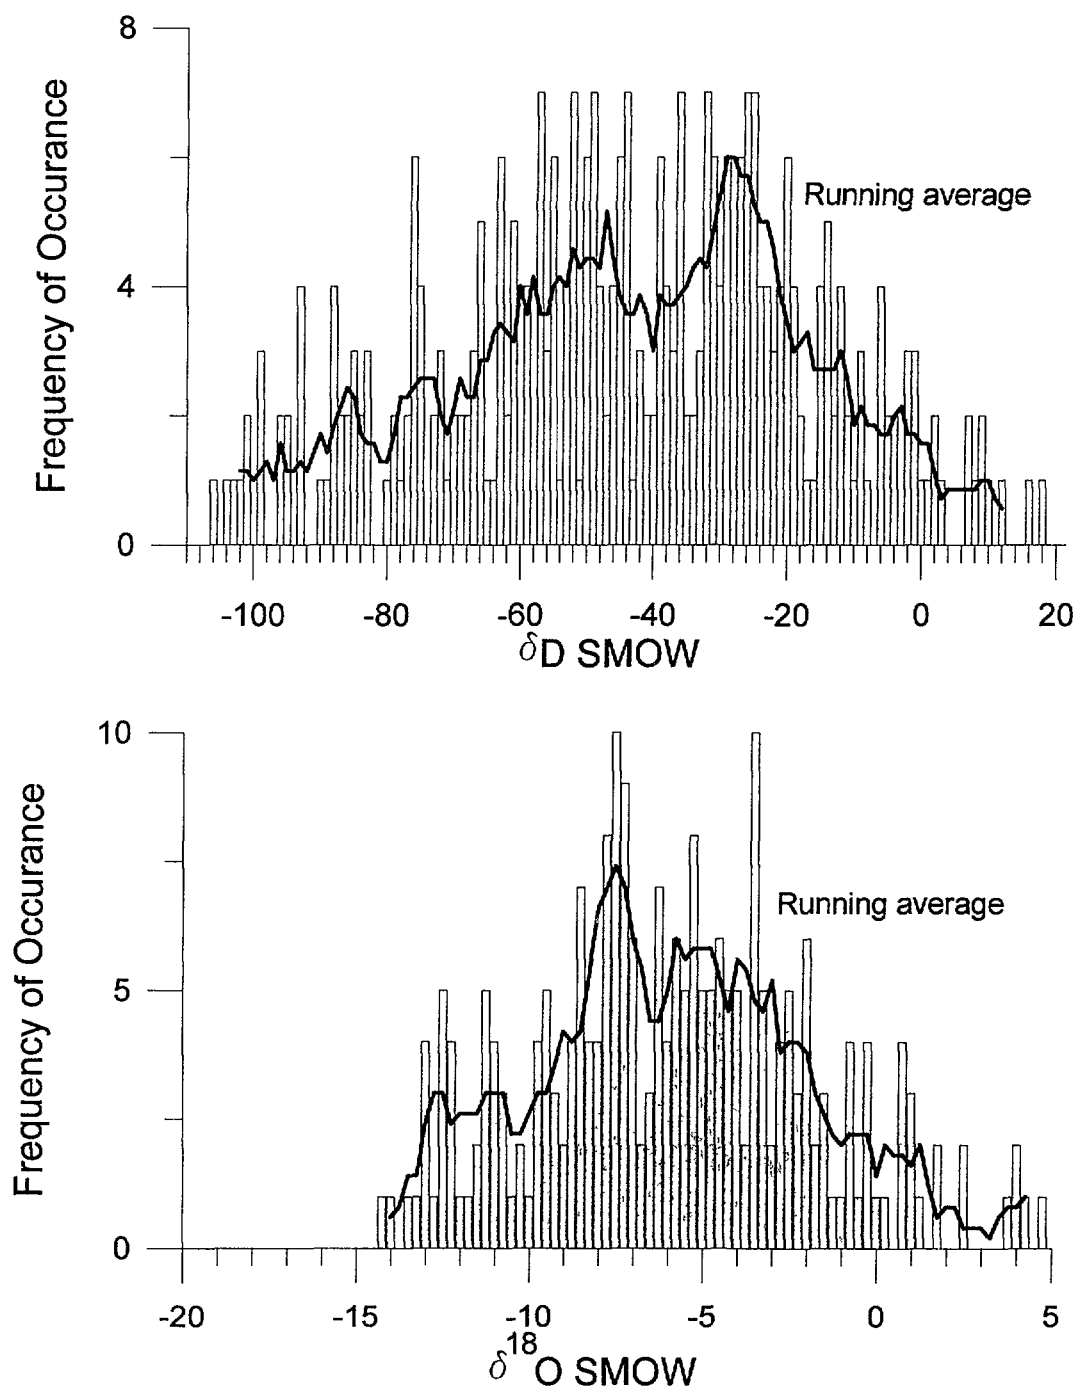 8
4
0
Frequency of Occurance
Running average
-100 -80 -60 -40 -20 0 20
δD SMOW
10
5
0
Frequency of Occurance
Running average
-20 -15 -10 -5 0 5
δ18O SMOW